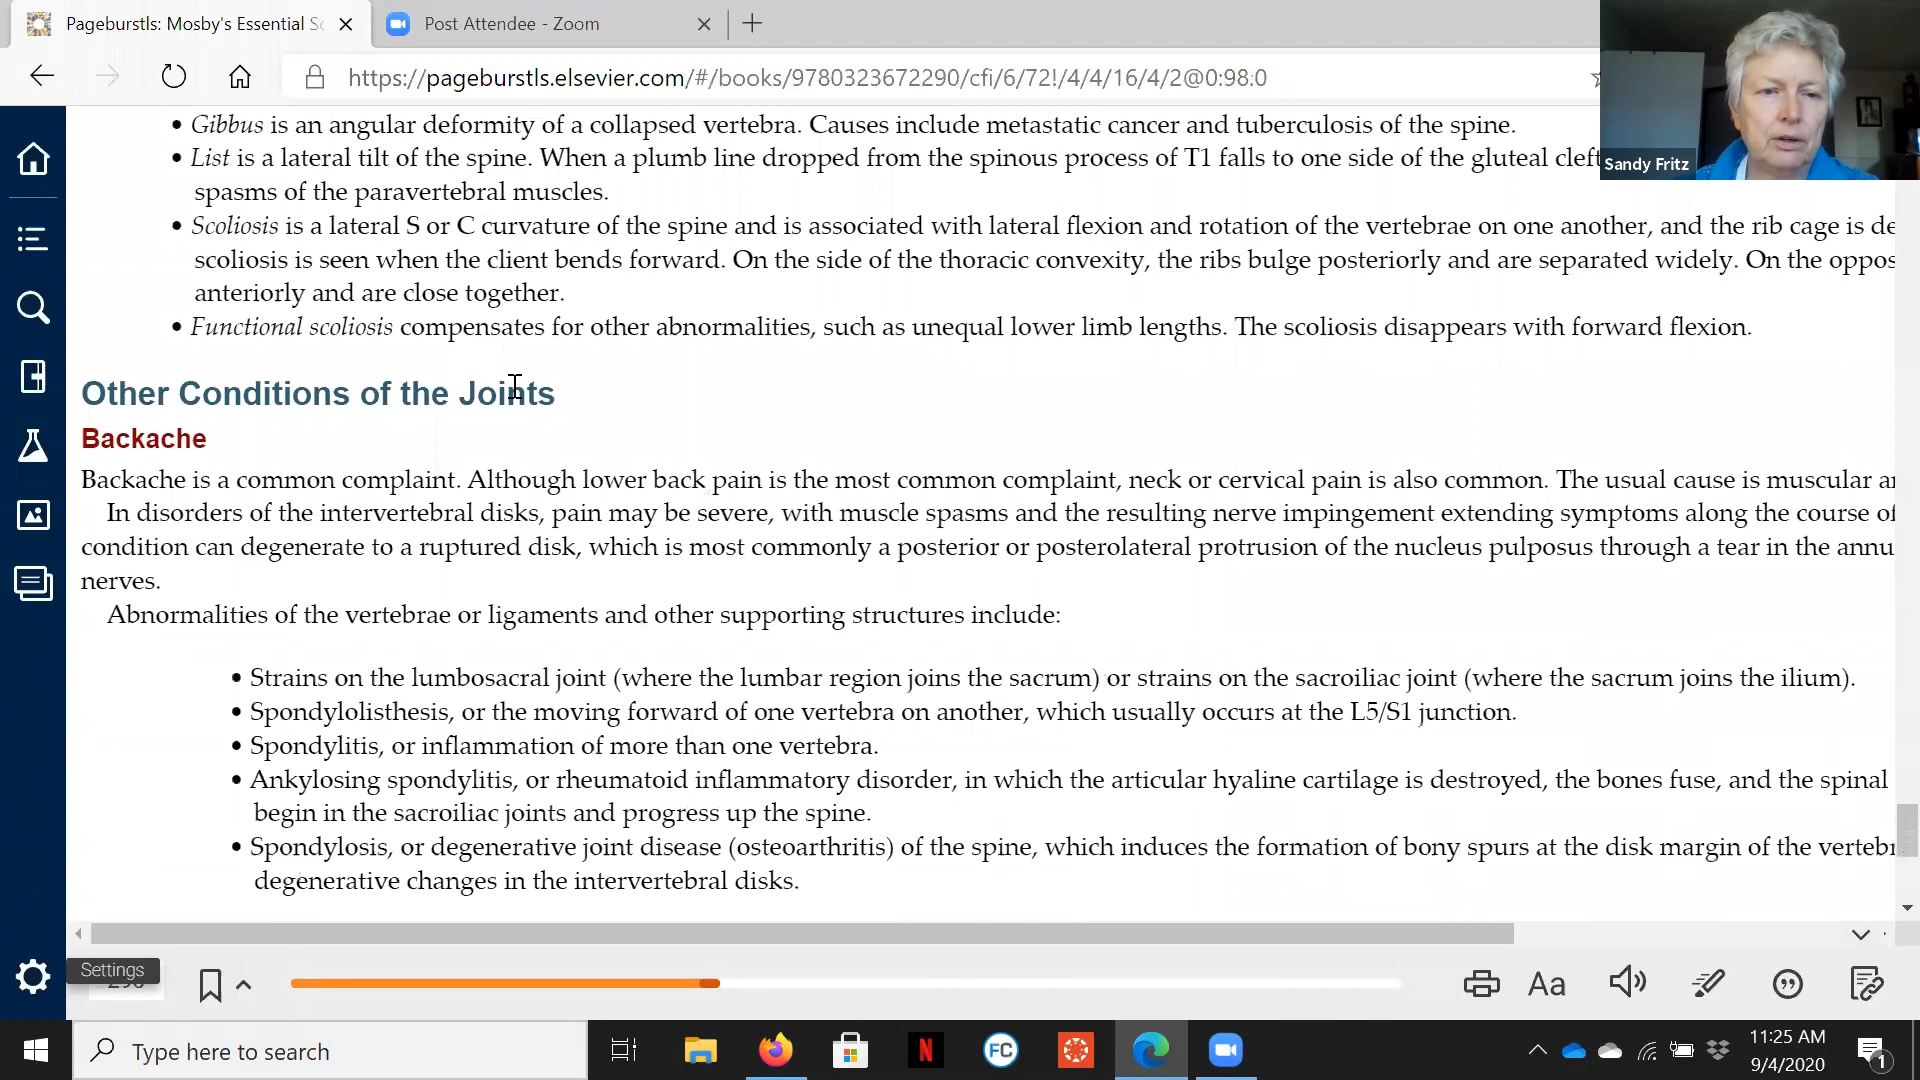 Pageburstls: Mosby's Essential Sc
Post Attendee - Zoom
https://pageburstls.elsevier.com/#/books/9780323672290/cfi/6/72!/4/4/16/4/2@0:98:0
Sandy Fritz
• Gibbus is an angular deformity of a collapsed vertebra. Causes include metastatic cancer and tuberculosis of the spine.
• List is a lateral tilt of the spine. When a plumb line dropped from the spinous process of T1 falls to one side of the gluteal cleft
spasms of the paravertebral muscles.
• Scoliosis is a lateral S or C curvature of the spine and is associated with lateral flexion and rotation of the vertebrae on one another, and the rib cage is de
scoliosis is seen when the client bends forward. On the side of the thoracic convexity, the ribs bulge posteriorly and are separated widely. On the oppos
anteriorly and are close together.
• Functional scoliosis compensates for other abnormalities, such as unequal lower limb lengths. The scoliosis disappears with forward flexion.
Other Conditions of the Joints
Backache
Backache is a common complaint. Although lower back pain is the most common complaint, neck or cervical pain is also common. The usual cause is muscular
In disorders of the intervertebral disks, pain may be severe, with muscle spasms and the resulting nerve impingement extending symptoms along the course of
condition can degenerate to a ruptured disk, which is most commonly a posterior or posterolateral protrusion of the nucleus pulposus through a tear in the annu
nerves.
Abnormalities of the vertebrae or ligaments and other supporting structures include:
• Strains on the lumbosacral joint (where the lumbar region joins the sacrum) or strains on the sacroiliac joint (where the sacrum joins the ilium).
• Spondylolisthesis, or the moving forward of one vertebra on another, which usually occurs at the L5/S1 junction.
• Spondylitis, or inflammation of more than one vertebra.
• Ankylosing spondylitis, or rheumatoid inflammatory disorder, in which the articular hyaline cartilage is destroyed, the bones fuse, and the spinal
begin in the sacroiliac joints and progress up the spine.
• Spondylosis, or degenerative joint disease (osteoarthritis) of the spine, which induces the formation of bony spurs at the disk margin of the vertebr
degenerative changes in the intervertebral disks.
Settings
Aa
Type here to search
N
FC
11:25 AM
9/4/2020
1